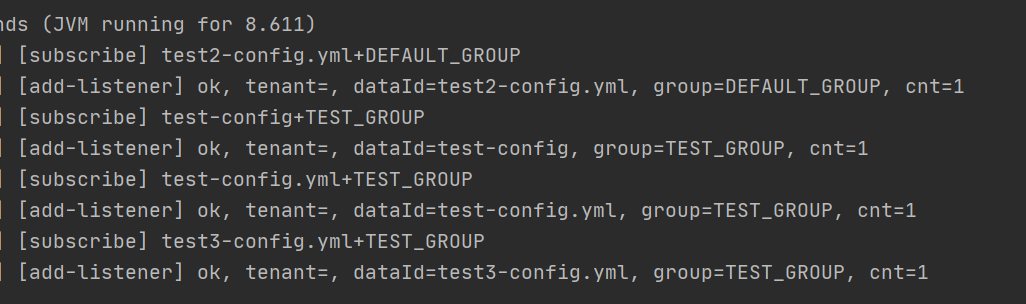 nds (JVM running for 8.611)
] [subscribe] test2-config.yml+DEFAULT_GROUP
] [add-listener] ok, tenant=, dataId=test2-config.yml, group=DEFAULT_GROUP, cnt=1
] [subscribe] test-config+TEST_GROUP
] [add-listener] ok, tenant=, dataId=test-config, group=TEST_GROUP, cnt=1
] [subscribe] test-config.yml+TEST_GROUP
] [add-listener] ok, tenant=, dataId=test-config.yml, group=TEST_GROUP, cnt=1
] [subscribe] test3-config.yml+TEST_GROUP
] [add-listener] ok, tenant=, dataId=test3-config.yml, group=TEST_GROUP, cnt=1